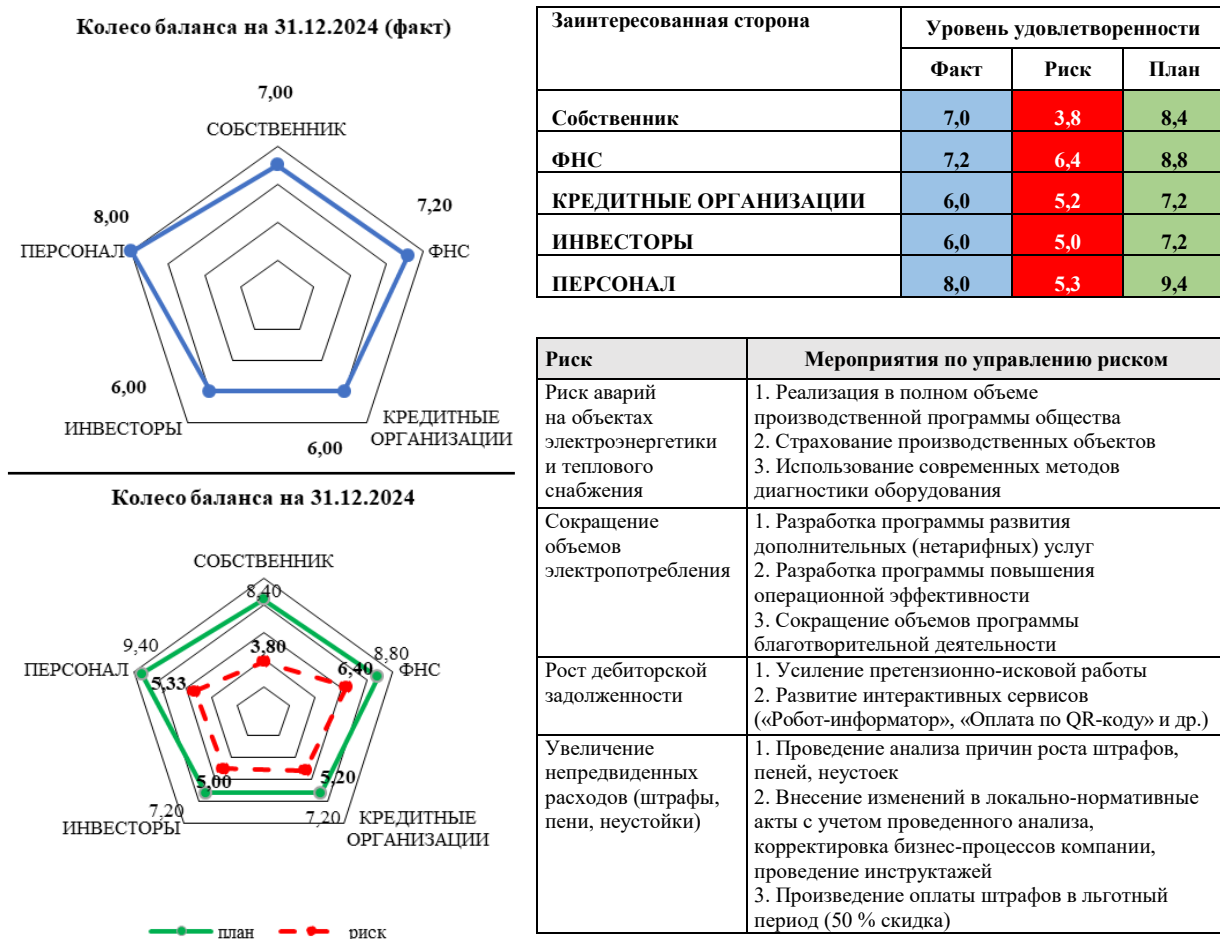 Колесо баланса на 31.12.2024 (факт)
7,00
СОБСТВЕННИК
7,20
ФНС
8,00
ПЕРСОНАЛ
6,00
ИНВЕСТОРЫ
КРЕДИТНЫЕ
ОРГАНИЗАЦИИ
6,00
Колесо баланса на 31.12.2024
СОБСТВЕННИК
8,40
9,40
3,80
8,80
ПЕРСОНАЛ
5,33
6,40
ФНС
5,00
5,20
7,20
7,20
ИНВЕСТОРЫ
КРЕДИТНЫЕ
ОРГАНИЗАЦИИ
план
риск
Заинтересованная сторона
Уровень удовлетворенности
Факт Риск План
Собственник 7,0 3,8 8,4
ФНС 7,2 6,4 8,8
КРЕДИТНЫЕ ОРГАНИЗАЦИИ 6,0 5,2 7,2
ИНВЕСТОРЫ 6,0 5,0 7,2
ПЕРСОНАЛ 8,0 5,3 9,4
Риск
Мероприятия по управлению риском
Риск аварий
на объектах
электроэнергетики
и теплового
снабжения
1. Реализация в полном объеме
производственной программы общества
2. Страхование производственных объектов
3. Использование современных методов
диагностики оборудования
Сокращение
объемов
электропотребления
1. Разработка программы развития
дополнительных (нетарифных) услуг
2. Разработка программы повышения
операционной эффективности
3. Сокращение объемов программы
благотворительной деятельности
Рост дебиторской
задолженности
1. Усиление претензионно-исковой работы
2. Развитие интерактивных сервисов
(«Робот-информатор», «Оплата по QR-коду» и др.)
Увеличение
непредвиденных
расходов (штрафы,
пени, неустойки)
1. Проведение анализа причин роста штрафов,
пеней, неустоек
2. Внесение изменений в локально-нормативные
акты с учетом проведенного анализа,
корректировка бизнес-процессов компании,
проведение инструктажей
3. Произведение оплаты штрафов в льготный
период (50 % скидка)